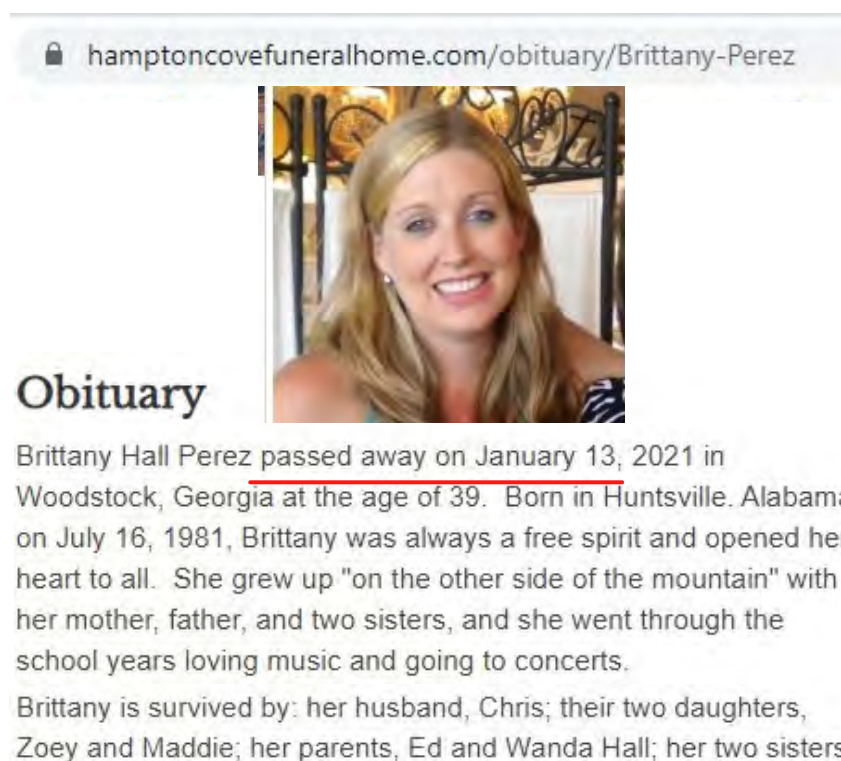 hamptoncovefuneralhome.com/obituary/Brittany-Perez
Obituary
Brittany Hall Perez passed away on January 13, 2021 in
Woodstock, Georgia at the age of 39. Born in Huntsville. Alabama
on July 16, 1981, Brittany was always a free spirit and opened her
heart to all. She grew up "on the other side of the mountain" with
her mother, father, and two sisters, and she went through the
school years loving music and going to concerts.
Brittany is survived by: her husband, Chris; their two daughters,
Zoey and Maddie; her parents, Ed and Wanda Hall; her two sisters